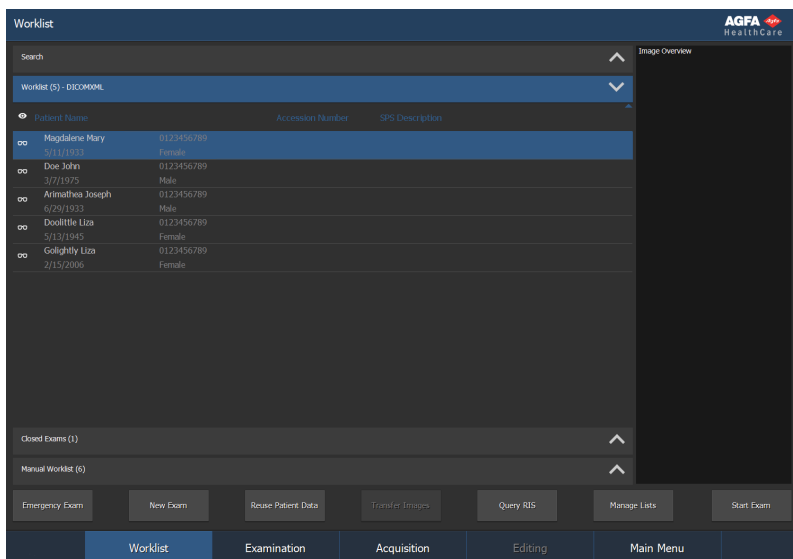 Worklist
AGFA Agfa
HealthCare
Search
Image Overview
Worklist (5) - DICOMXML
Patient Name Accession Number SPS Description
Magdalene Mary 0123456789
5/11/1933 Female
Doe John 0123456789
3/7/1975 Male
Arimathea Joseph 0123456789
6/29/1933 Male
Doolittle Liza 0123456789
5/13/1945 Female
Golightly Liza 0123456789
2/15/2006 Female
Closed Exams (1)
Manual Worklist (6)
Emergency Exam New Exam Reuse Patient Data Transfer Images Query RIS Manage Lists Start Exam
Worklist Examination Acquisition Editing Main Menu